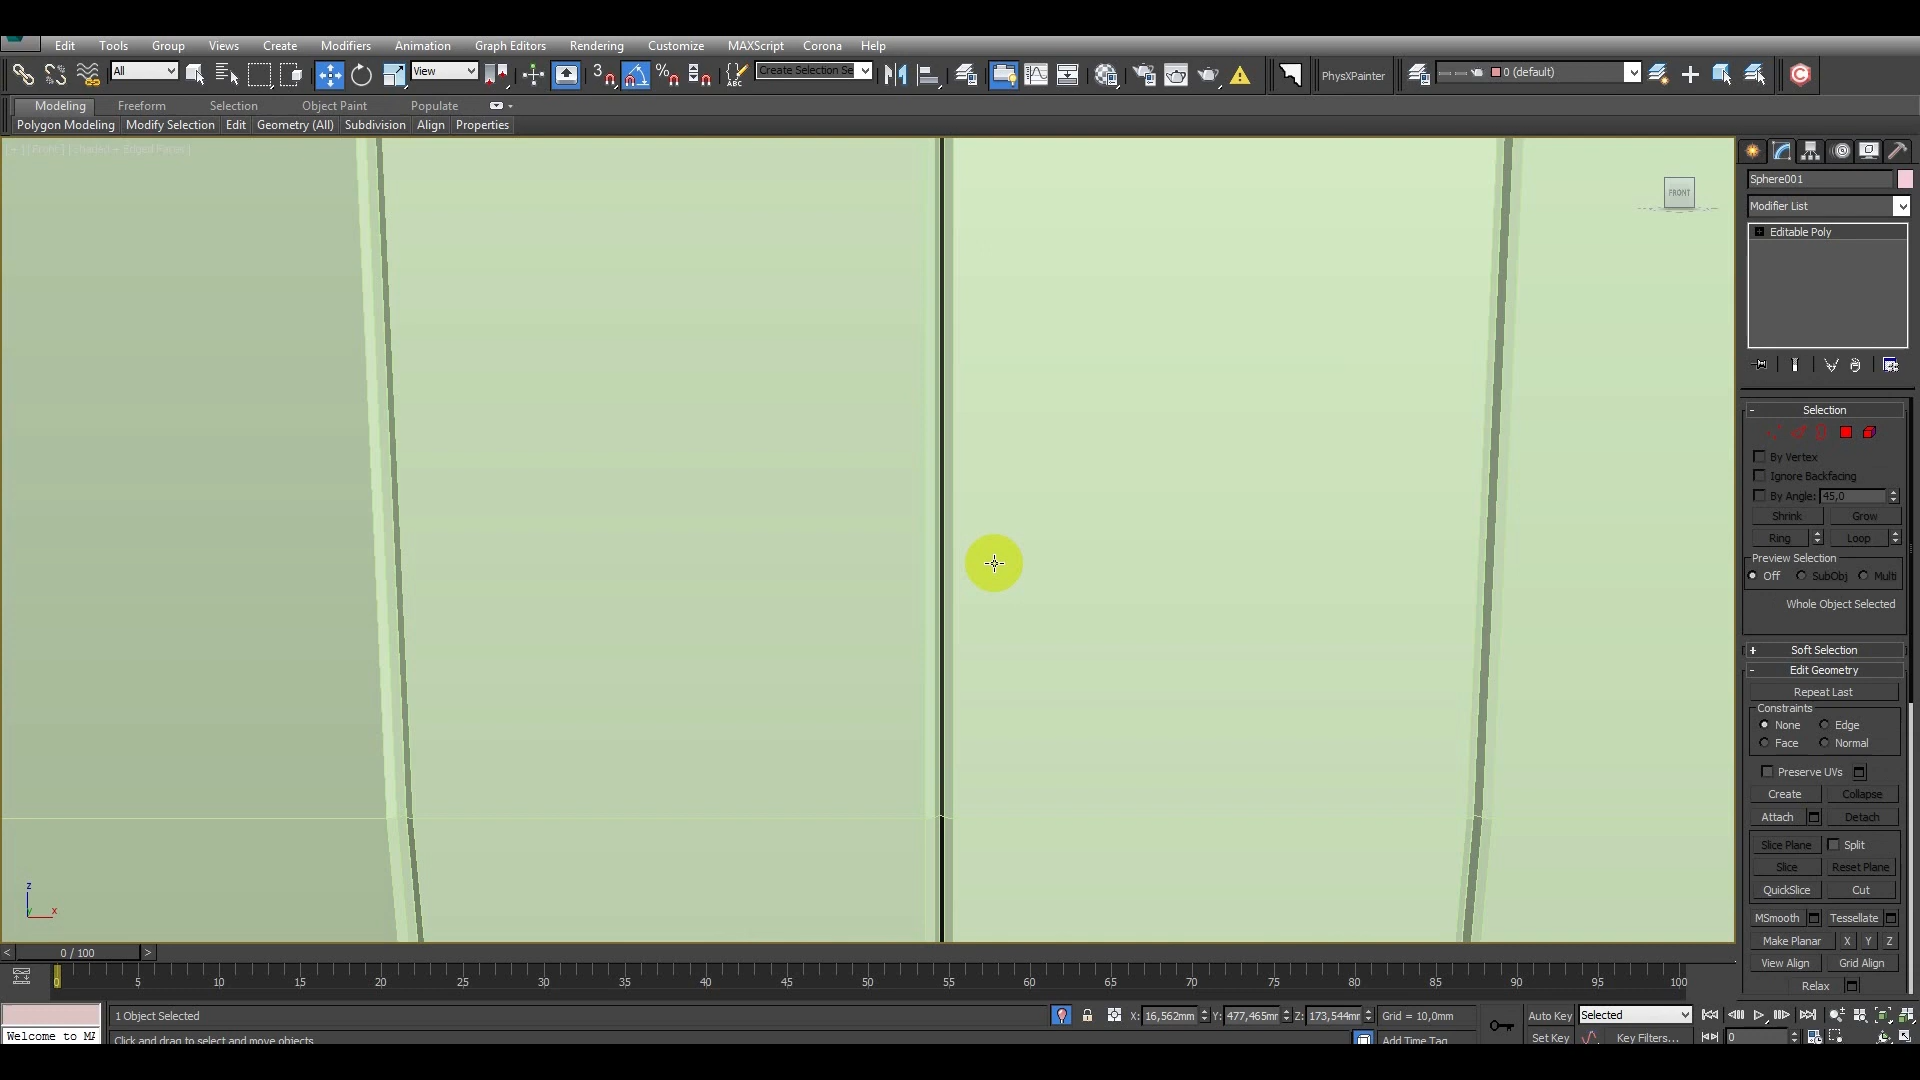 Edit Tools Group Views Create Modifiers Animation Graph Editors Rendering Customize MAXScript Corona Help
All View 3 Create Selection Se PhysXPainter 0 (default)
Modeling Freeform Selection Object Paint Populate
Polygon Modeling Modify Selection Edit Geometry (All) Subdivision Align Properties
[+] [Front] [Shaded + Edged Faces]
FRONT
Sphere001
Modifier List
Editable Poly
Selection
By Vertex
Ignore Backfacing
By Angle: 45,0
Shrink Grow
Ring Loop
Preview Selection
Off SubObj Multi
Whole Object Selected
Soft Selection
Edit Geometry
Repeat Last
Constraints
None Edge
Face Normal
Preserve UVs
Create Collapse
Attach Detach
Slice Plane Split
Slice Reset Plane
QuickSlice Cut
MSmooth Tessellate
Make Planar X Y Z
View Align Grid Align
Relax
z
y x
< 0 / 100 >
0 5 10 15 20 25 30 35 40 45 50 55 60 65 70 75 80 85 90 95 100
1 Object Selected X: 16,562mm Y: 477,465mm Z: 173,544mm Grid = 10,0mm Auto Key Selected
Welcome to MA Click and drag to select and move objects Add Time Tag Set Key Key Filters... 0